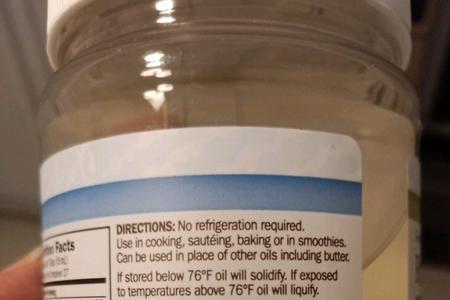 DIRECTIONS: No refrigeration required.
Use in cooking, sautéing, baking or in smoothies.
Can be used in place of other oils including butter.
If stored below 76°F oil will solidify. If exposed
to temperatures above 76°F oil will liquify.
Facts